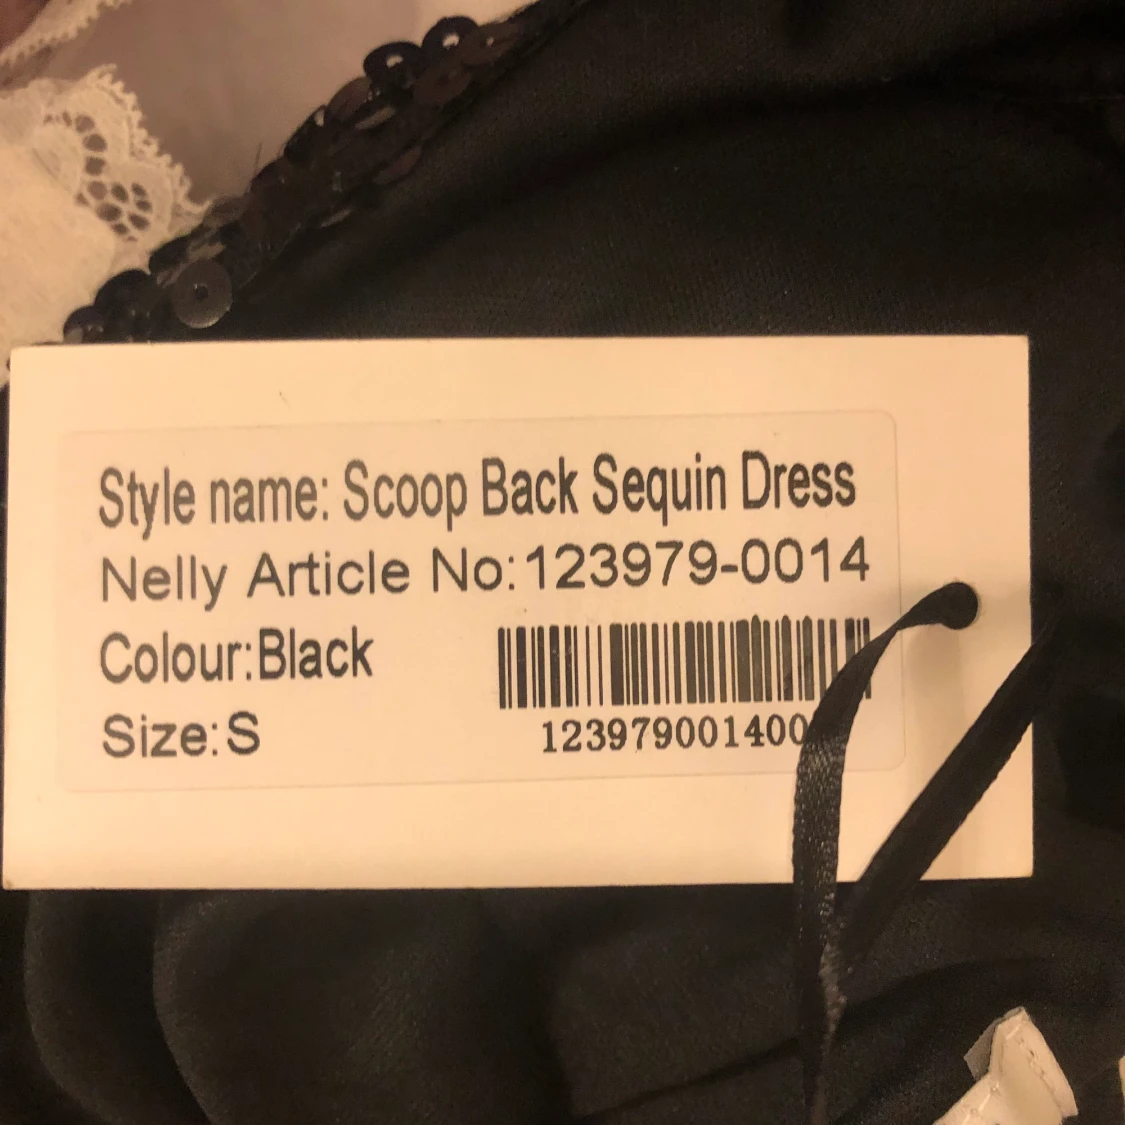 Style name: Scoop Back Sequin Dress
Nelly Article No:123979-0014
Colour:Black
Size:S